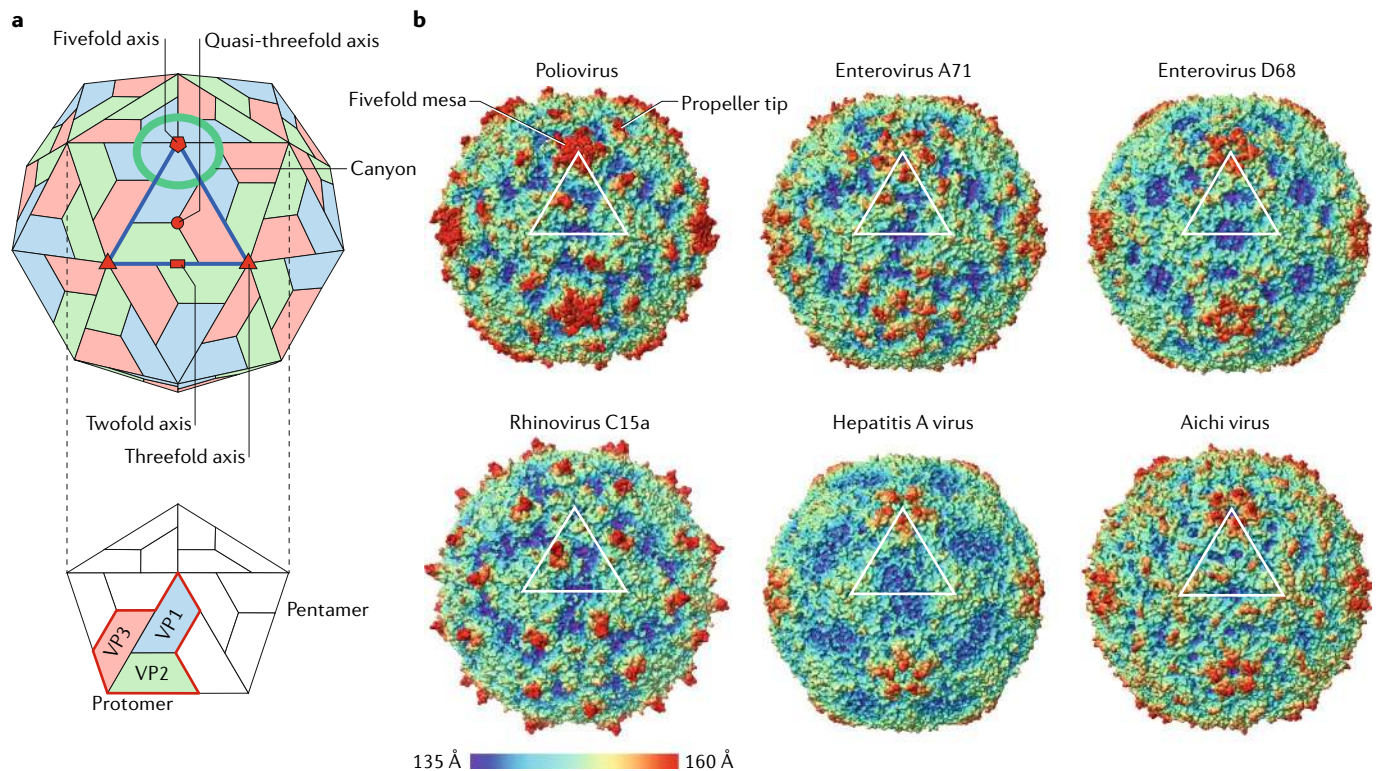 a
Fivefold axis
Quasi-threefold axis
Canyon
Twofold axis
Threefold axis
VP3
VP1
VP2
Pentamer
Protomer
b
Poliovirus
Enterovirus A71
Enterovirus D68
Fivefold mesa
Propeller tip
Rhinovirus C15a
Hepatitis A virus
Aichi virus
135 Å
160 Å